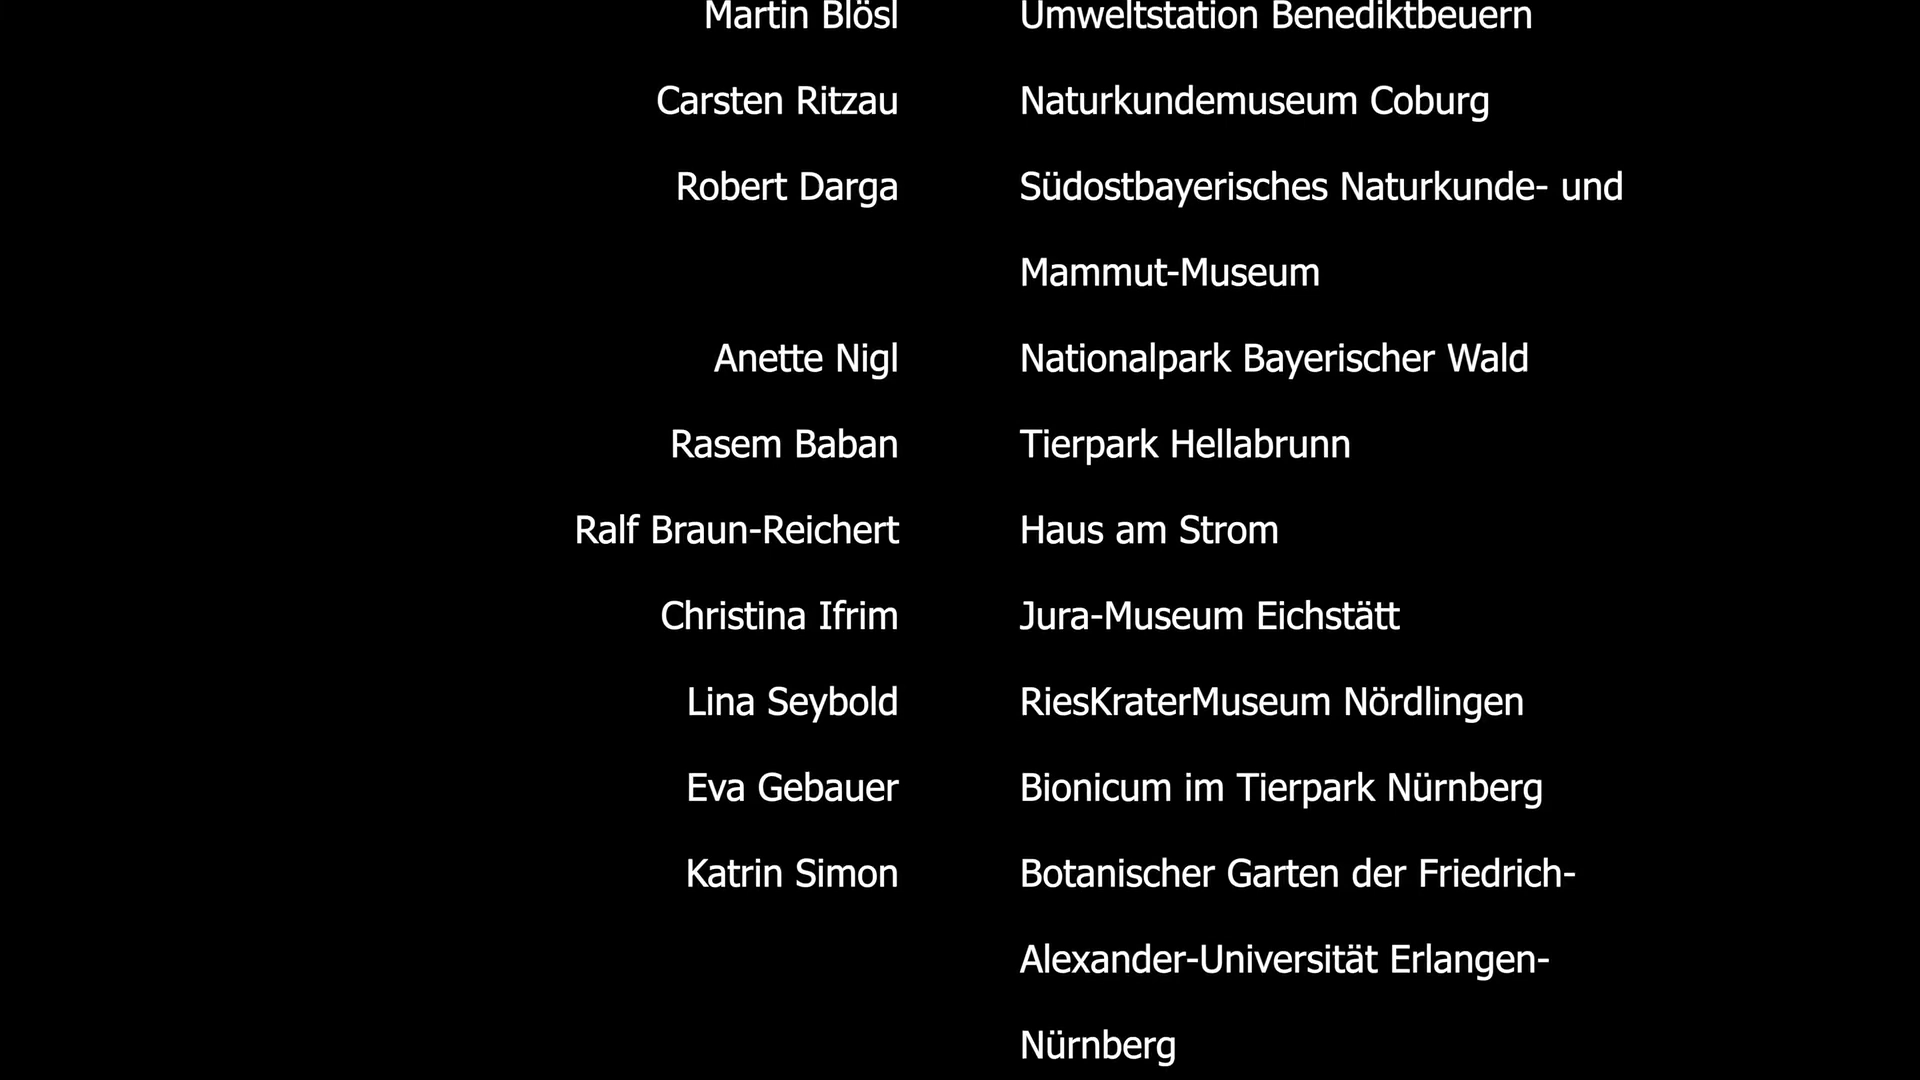 Martin Blösl Umweltstation Benediktbeuern
Carsten Ritzau Naturkundemuseum Coburg
Robert Darga Südostbayerisches Naturkunde- und
Mammut-Museum
Anette Nigl Nationalpark Bayerischer Wald
Rasem Baban Tierpark Hellabrunn
Ralf Braun-Reichert Haus am Strom
Christina Ifrim Jura-Museum Eichstätt
Lina Seybold RiesKraterMuseum Nördlingen
Eva Gebauer Bionicum im Tierpark Nürnberg
Katrin Simon Botanischer Garten der Friedrich-
Alexander-Universität Erlangen-
Nürnberg